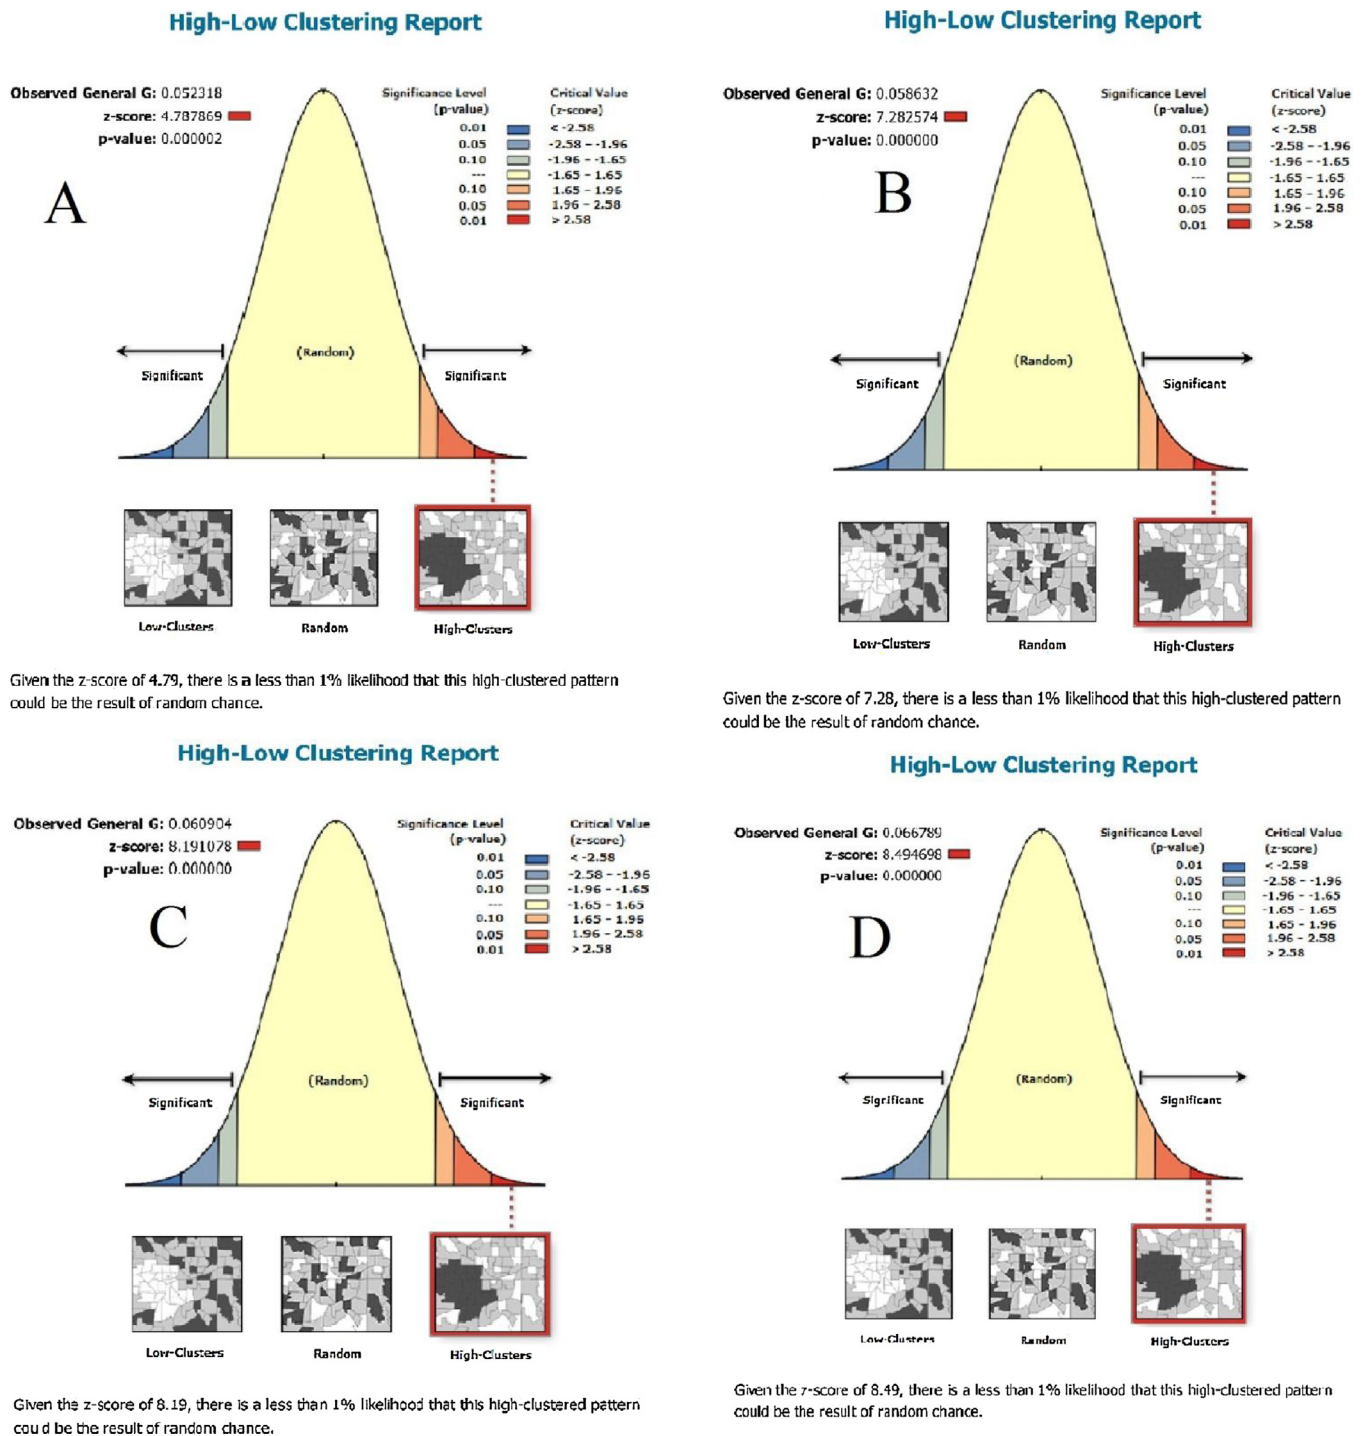 High-Low Clustering Report
Observed General G: 0.052318
z-score: 4.787869
p-value: 0.000002
Significance Level
(p-value)
Critical Value
(z-score)
0.01 < -2.58
0.05 -2.58 - -1.96
0.10 -1.96 - -1.65
--- -1.65 - 1.65
0.10 1.65 - 1.96
0.05 1.96 - 2.58
0.01 > 2.58
A
(Random)
Significant
Significant
Low-Clusters
Random
High-Clusters
Given the z-score of 4.79, there is a less than 1% likelihood that this high-clustered pattern
could be the result of random chance.
High-Low Clustering Report
Observed General G: 0.058632
z-score: 7.282574
p-value: 0.000000
Significance Level
(p-value)
Critical Value
(z-score)
0.01 < -2.58
0.05 -2.58 - -1.96
0.10 -1.96 - -1.65
--- -1.65 - 1.65
0.10 1.65 - 1.96
0.05 1.96 - 2.58
0.01 > 2.58
B
(Random)
Significant
Significant
Low-Clusters
Random
High-Clusters
Given the z-score of 7.28, there is a less than 1% likelihood that this high-clustered pattern
could be the result of random chance.
High-Low Clustering Report
Observed General G: 0.060904
z-score: 8.191078
p-value: 0.000000
Significance Level
(p-value)
Critical Value
(z-score)
0.01 < -2.58
0.05 -2.58 - -1.96
0.10 -1.96 - -1.65
--- -1.65 - 1.65
0.10 1.65 - 1.96
0.05 1.96 - 2.58
0.01 > 2.58
C
(Random)
Significant
Significant
Low-Clusters
Random
High-Clusters
Given the z-score of 8.19, there is a less than 1% likelihood that this high-clustered pattern
could be the result of random chance.
High-Low Clustering Report
Observed General G: 0.066789
z-score: 8.494698
p-value: 0.000000
Significance Level
(p-value)
Critical Value
(z-score)
0.01 < -2.58
0.05 -2.58 - -1.96
0.10 -1.96 - -1.65
--- -1.65 - 1.65
0.10 1.65 - 1.96
0.05 1.96 - 2.58
0.01 > 2.58
D
(Random)
Significant
Significant
Low-Clusters
Random
High-Clusters
Given the z-score of 8.49, there is a less than 1% likelihood that this high-clustered pattern
could be the result of random chance.